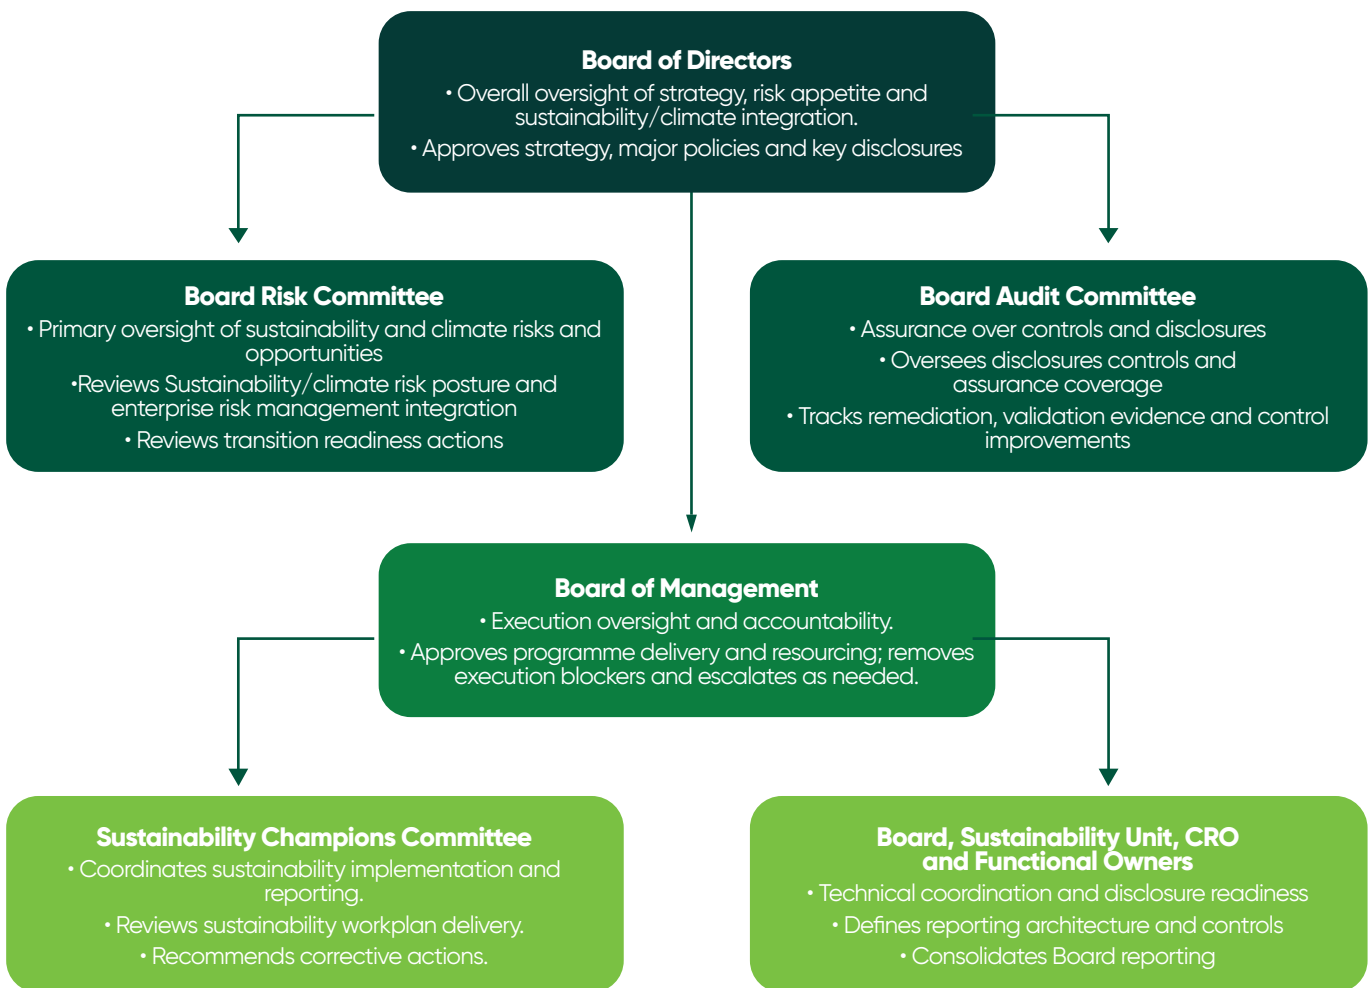 Board of Directors
• Overall oversight of strategy, risk appetite and
sustainability/climate integration.
• Approves strategy, major policies and key disclosures
Board Risk Committee
• Primary oversight of sustainability and climate risks and
opportunities
•Reviews Sustainability/climate risk posture and
enterprise risk management integration
• Reviews transition readiness actions
Board Audit Committee
• Assurance over controls and disclosures
• Oversees disclosures controls and
assurance coverage
• Tracks remediation, validation evidence and control
improvements
Board of Management
• Execution oversight and accountability.
• Approves programme delivery and resourcing; removes
execution blockers and escalates as needed.
Sustainability Champions Committee
• Coordinates sustainability implementation and
reporting.
• Reviews sustainability workplan delivery.
• Recommends corrective actions.
Board, Sustainability Unit, CRO
and Functional Owners
• Technical coordination and disclosure readiness
• Defines reporting architecture and controls
• Consolidates Board reporting